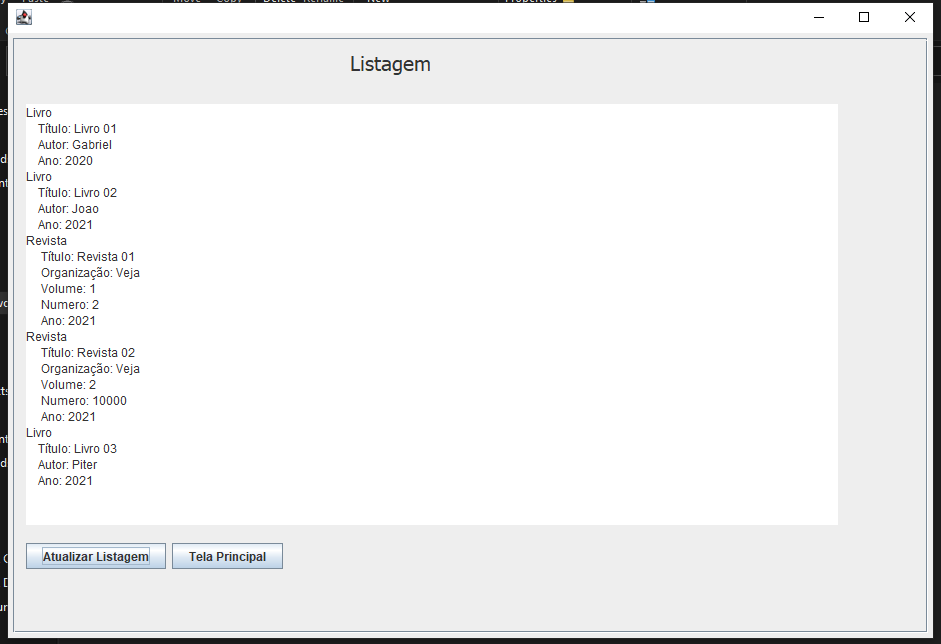 Listagem
Livro
Título: Livro 01
Autor: Gabriel
Ano: 2020
Livro
Título: Livro 02
Autor: Joao
Ano: 2021
Revista
Título: Revista 01
Organização: Veja
Volume: 1
Numero: 2
Ano: 2021
Revista
Título: Revista 02
Organização: Veja
Volume: 2
Numero: 10000
Ano: 2021
Livro
Título: Livro 03
Autor: Piter
Ano: 2021
Atualizar Listagem Tela Principal